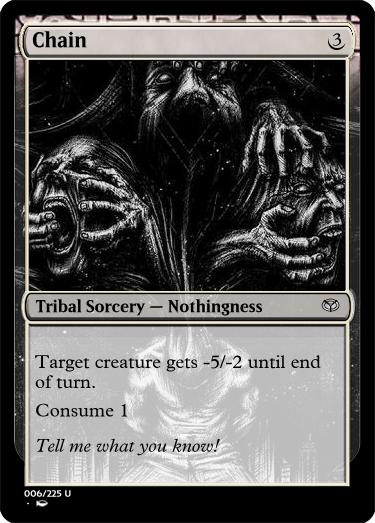 Chain 3
Tribal Sorcery — Nothingness
Target creature gets -5/-2 until end
of turn.
Consume 1
Tell me what you know!
006/225 U